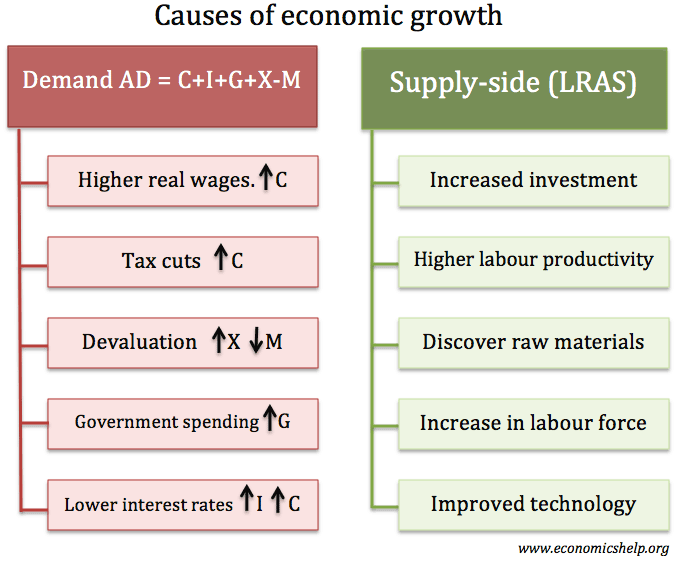 Causes of economic growth
Demand AD = C+I+G+X-M
Higher real wages.↑C
Tax cuts ↑C
Devaluation ↑X ↓M
Government spending↑G
Lower interest rates ↑I ↑C
Supply-side (LRAS)
Increased investment
Higher labour productivity
Discover raw materials
Increase in labour force
Improved technology
www.economicshelp.org